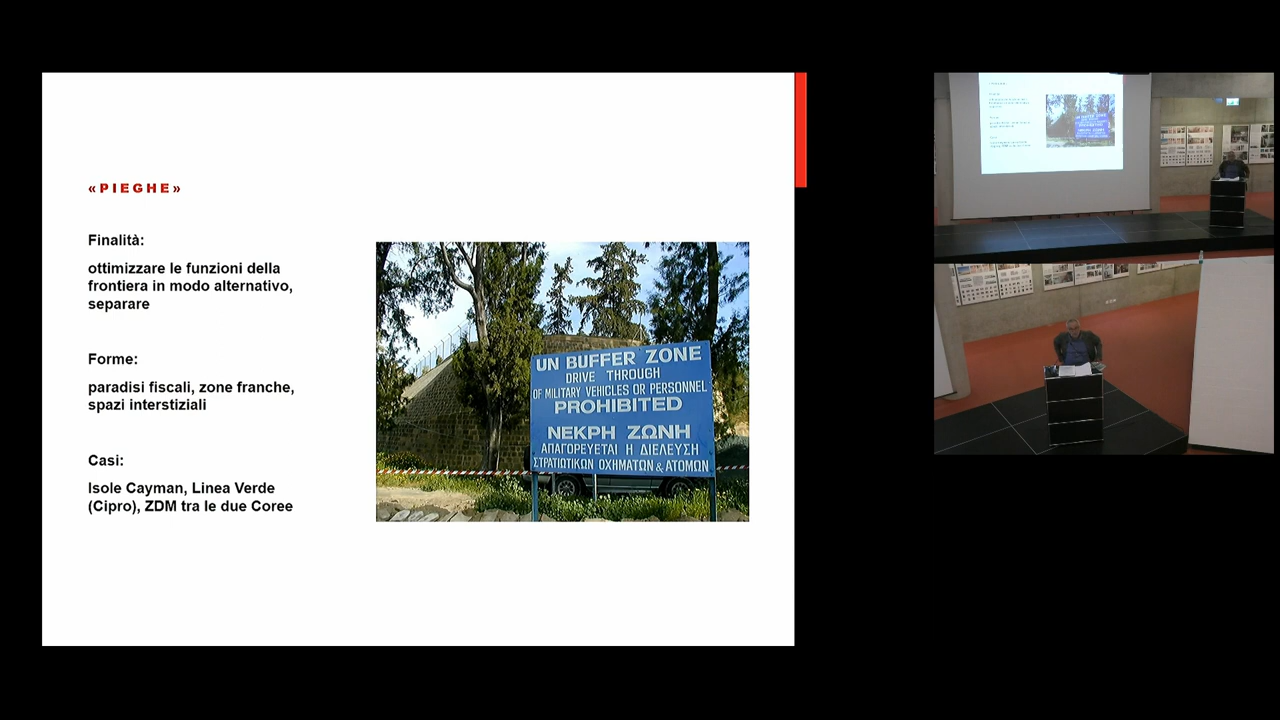 «PIEGHE»
Finalità:
ottimizzare le funzioni della
frontiera in modo alternativo,
separare
Forme:
paradisi fiscali, zone franche,
spazi interstiziali
Casi:
Isole Cayman, Linea Verde
(Cipro), ZDM tra le due Coree
UN BUFFER ZONE
DRIVE THROUGH
OF MILITARY VEHICLES OR PERSONNEL
PROHIBITED
ΝΕΚΡΗ ΖΩΝΗ
ΑΠΑΓΟΡΕΥΕΤΑΙ Η ΔΙΕΛΕΥΣΗ
ΣΤΡΑΤΙΩΤΙΚΩΝ ΟΧΗΜΑΤΩΝ & ΑΤΟΜΩΝ